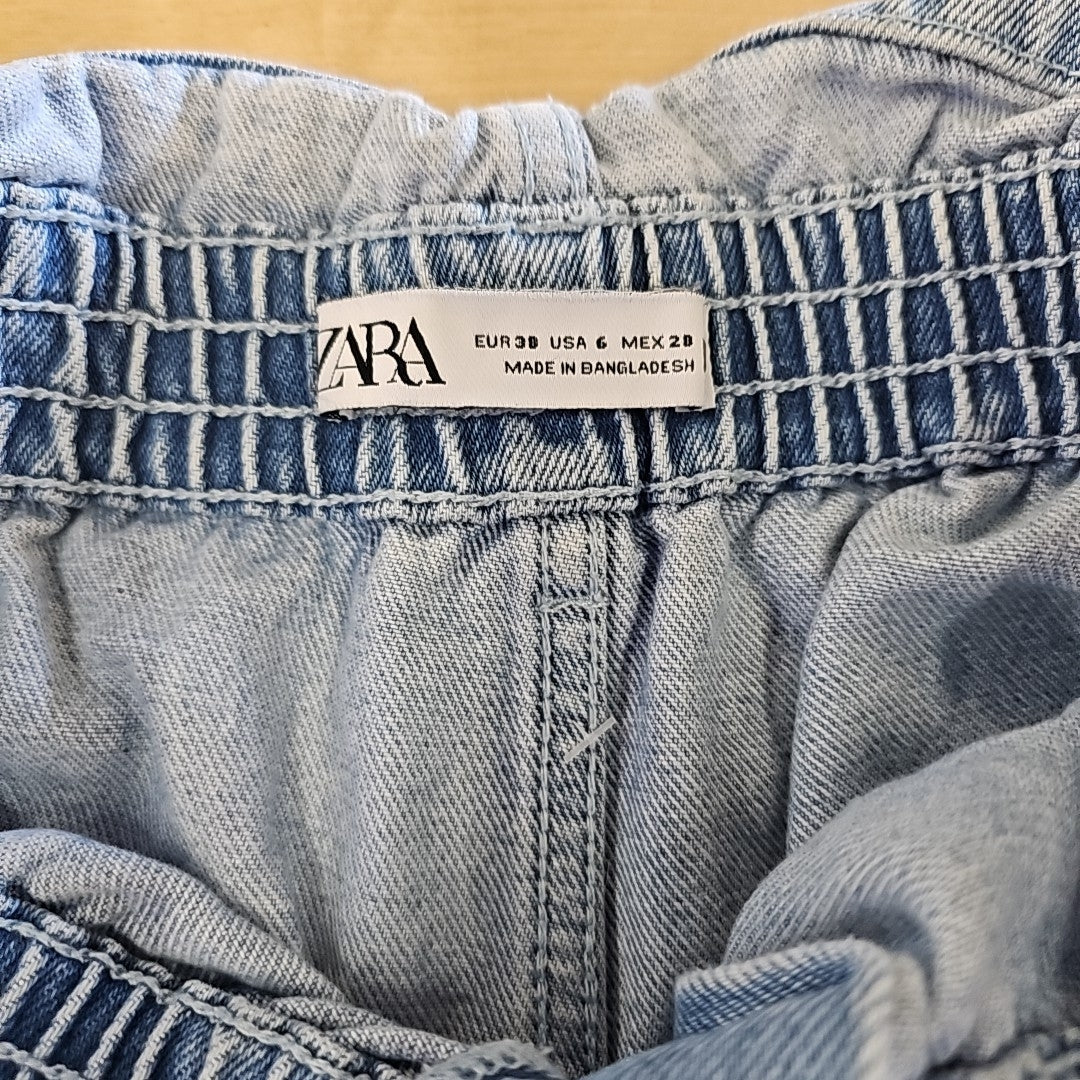 ZARA
EUR 38 USA 6 MEX 28
MADE IN BANGLADESH